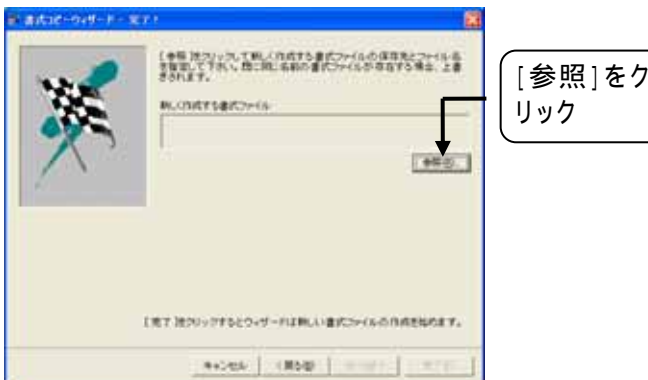 書式コピーウィザード - 完了!
[参照]をクリックして新しく作成する書式ファイルの保存先とファイル名
を指定して下さい。既に同じ名前の書式ファイルが存在する場合、上書
きされます。
新しく作成する書式ファイル
参照(B)...
[参照]をク
リック
[完了]をクリックするとウィザードは新しい書式ファイルの作成を始めます。
キャンセル
< 戻る(B)